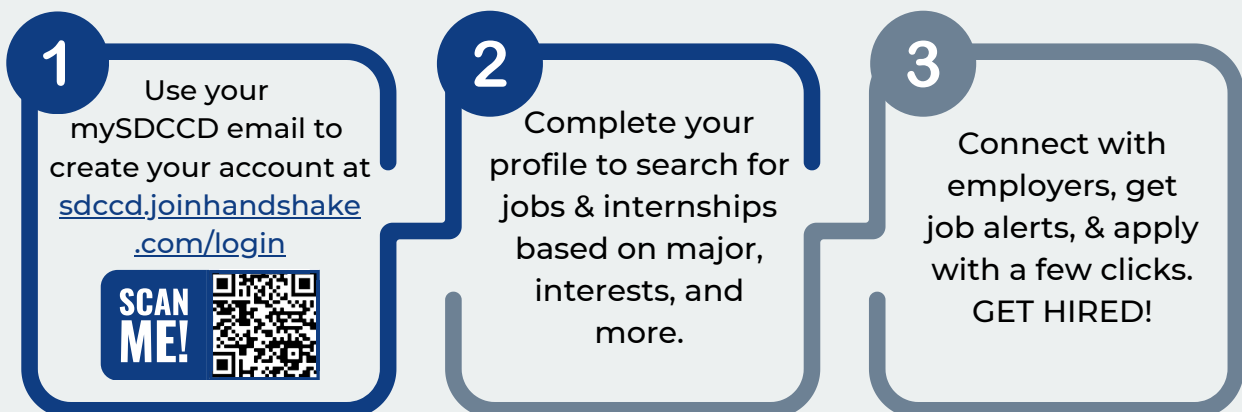 1
Use your
mySDCCD email to
create your account at
sdccd.joinhandshake
.com/login
SCAN
ME!
2
Complete your
profile to search for
jobs & internships
based on major,
interests, and
more.
3
Connect with
employers, get
job alerts, & apply
with a few clicks.
GET HIRED!